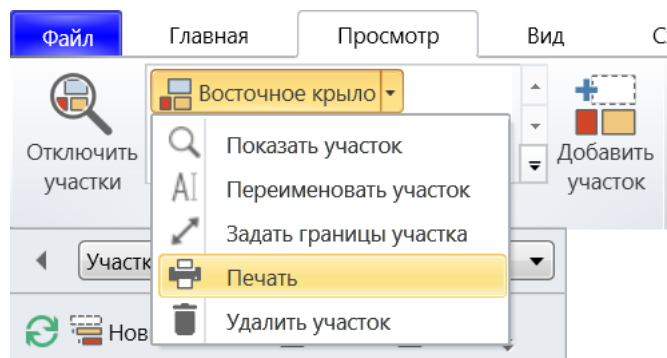 Файл Главная Просмотр Вид С
Восточное крыло
Отключить участки
Добавить участок
Показать участок
Переименовать участок
Задать границы участка
Печать
Удалить участок
Участк
Нов